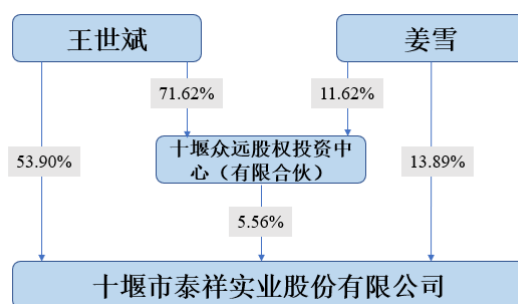 王世斌
姜雪
71.62%
11.62%
53.90%
十堰众远股权投资中
心（有限合伙）
13.89%
5.56%
十堰市泰祥实业股份有限公司